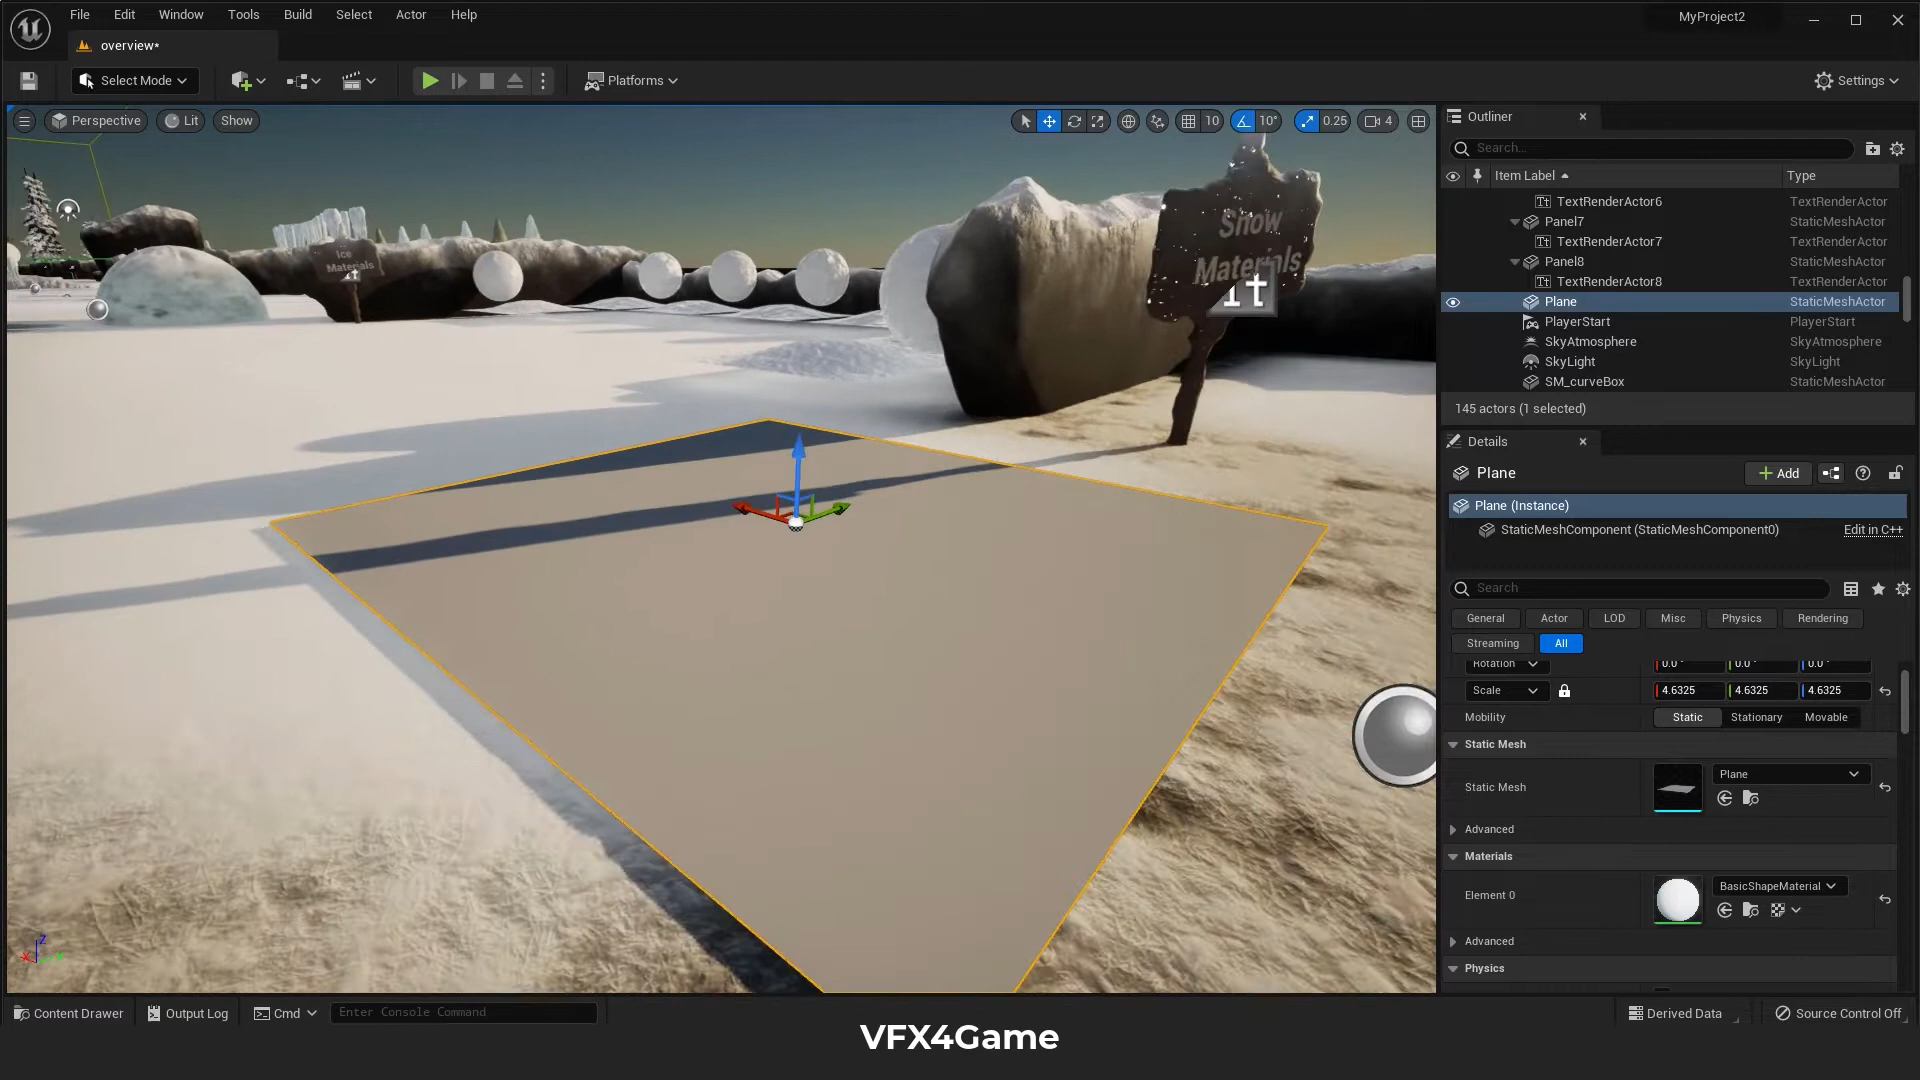 File Edit Window Tools Build Select Actor Help
MyProject2
overview*
Select Mode
Platforms
Settings
Perspective
Lit
Show
10
10°
0.25
4
Ice
Materials
Snow
Materials
Outliner
Search...
Item Label
Type
TextRenderActor6 TextRenderActor
Panel7 StaticMeshActor
TextRenderActor7 TextRenderActor
Panel8 StaticMeshActor
TextRenderActor8 TextRenderActor
Plane StaticMeshActor
PlayerStart PlayerStart
SkyAtmosphere SkyAtmosphere
SkyLight SkyLight
SM_curveBox StaticMeshActor
145 actors (1 selected)
Details
Plane
Add
Plane (Instance)
StaticMeshComponent (StaticMeshComponent0)
Edit in C++
Search
General Actor LOD Misc Physics Rendering
Streaming All
Rotation 0.0° 0.0° 0.0°
Scale 4.6325 4.6325 4.6325
Mobility Static Stationary Movable
Static Mesh
Static Mesh Plane
Advanced
Materials
Element 0 BasicShapeMaterial
Advanced
Physics
Content Drawer
Output Log
Cmd
Enter Console Command
Derived Data
Source Control Off
VFX4Game